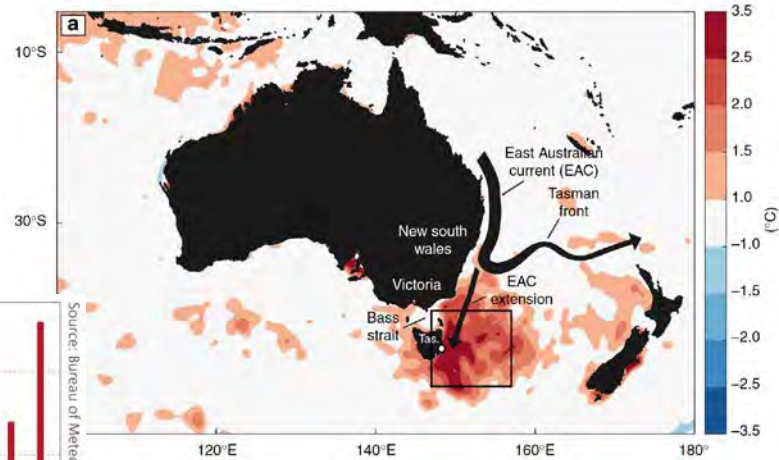 a
3.5
2.5
2.0
1.5
1.0
–1.0
–1.5
–2.0
–2.5
–3.5
(°C)
10°S
30°S
East Australian
current (EAC)
Tasman
front
New south
wales
Victoria
EAC
extension
Bass
strait
Tas.
120°E
140°E
160°E
180°
Source: Bureau of